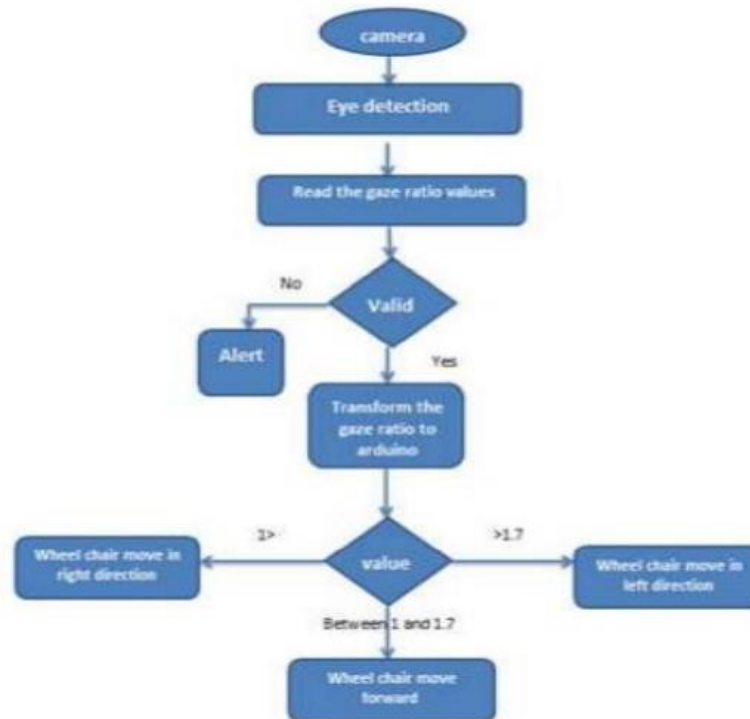 camera
Eye detection
Read the gaze ratio values
No
Valid
Alert
Yes
Transform the
gaze ratio to
arduino
1>
value
>1.7
Wheel chair move in
right direction
Wheel chair move in
left direction
Between 1 and 1.7
Wheel chair move
forward